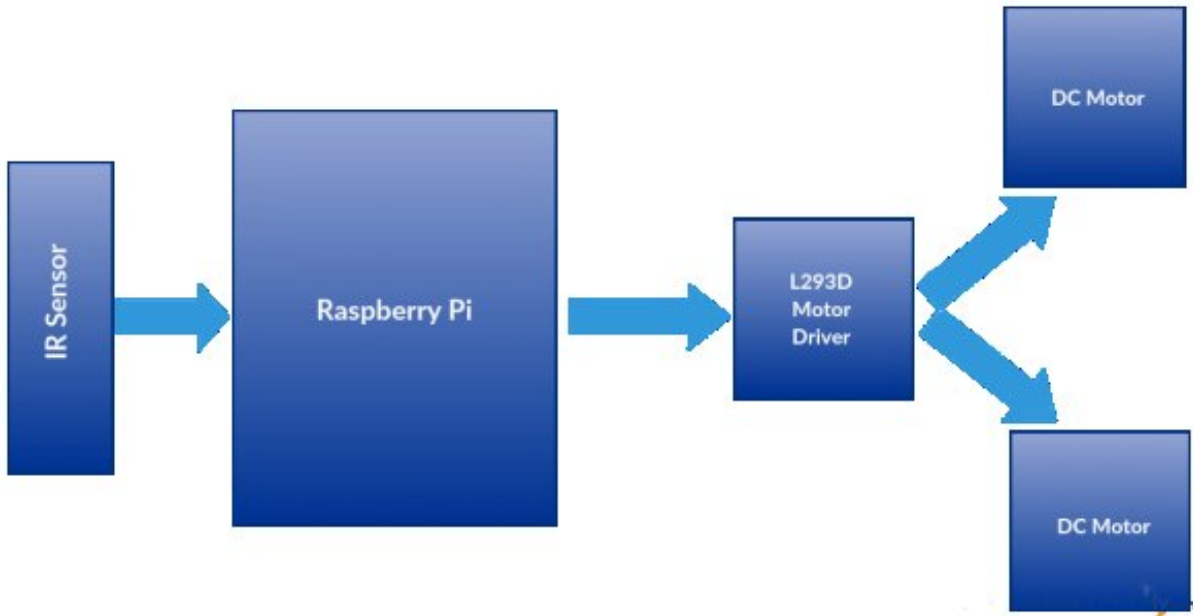 IR Sensor
Raspberry Pi
L293D
Motor
Driver
DC Motor
DC Motor